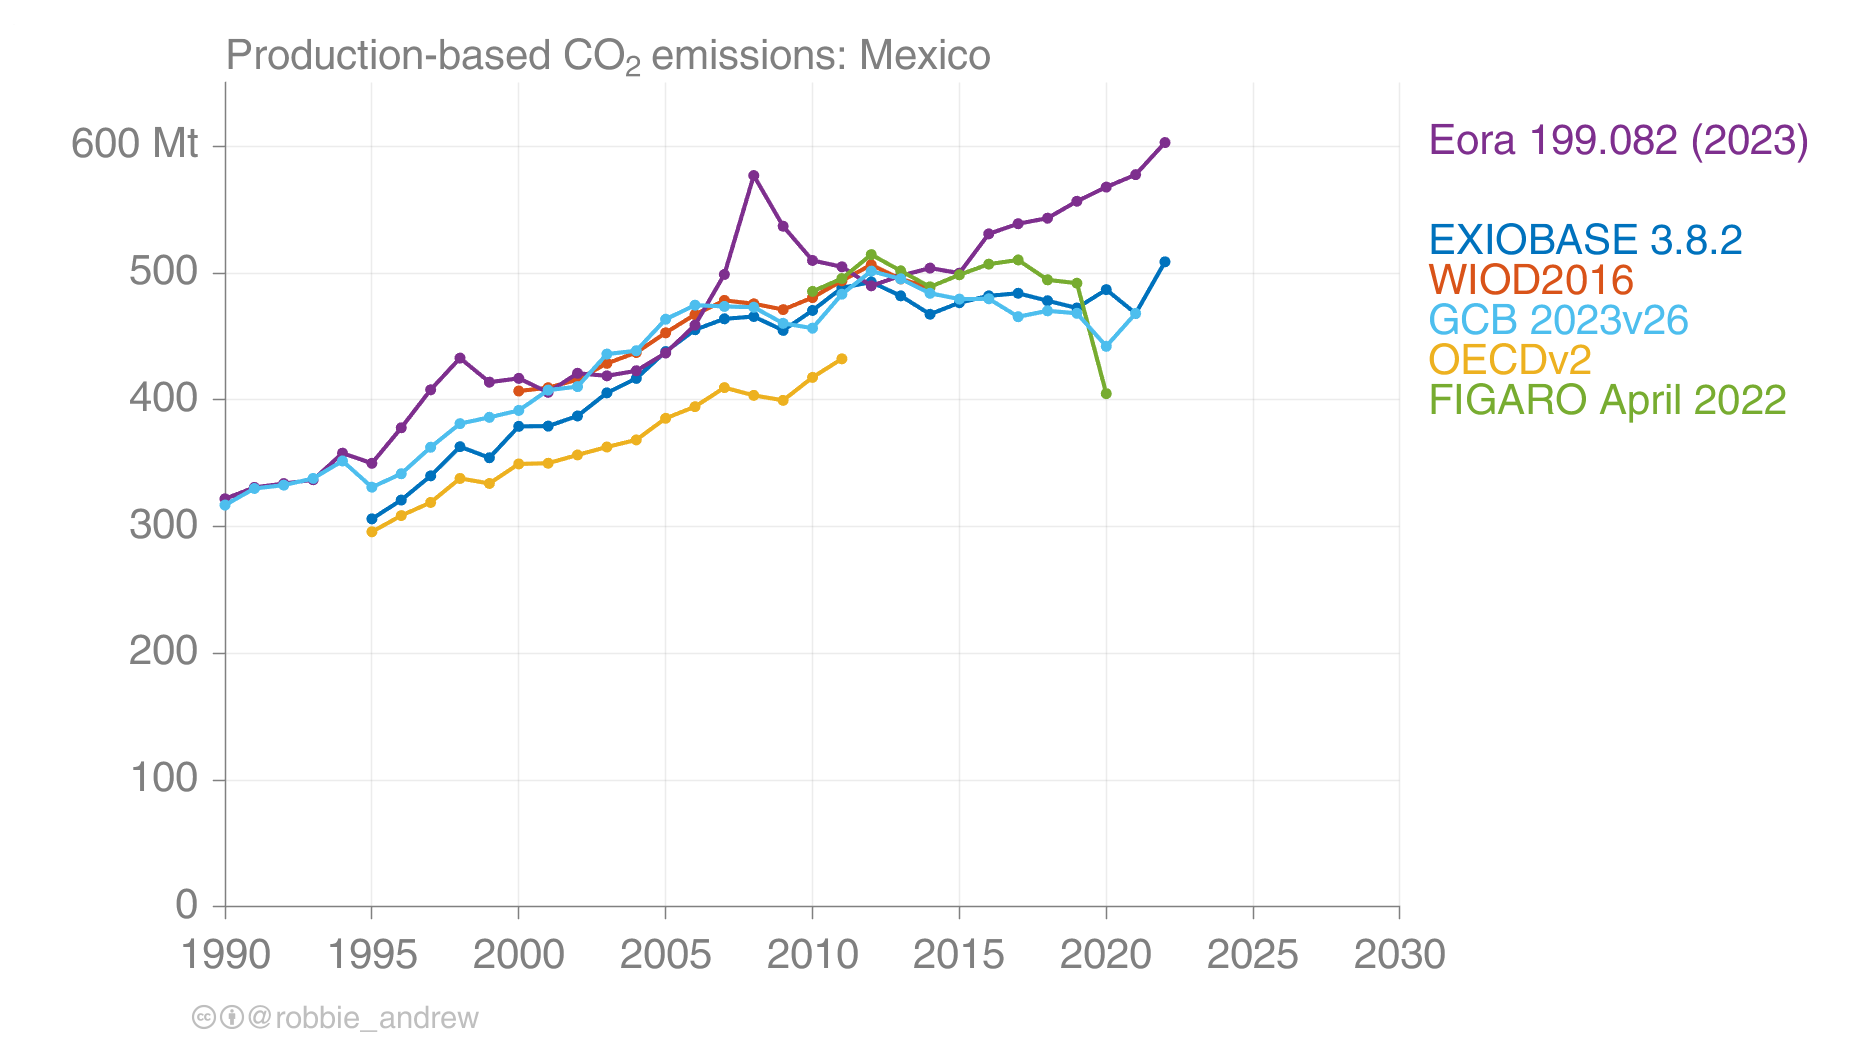 Production-based CO₂ emissions: Mexico
600 Mt
500
400
300
200
100
0
1990 1995 2000 2005 2010 2015 2020 2025 2030
Eora 199.082 (2023)
EXIOBASE 3.8.2
WIOD2016
GCB 2023v26
OECDv2
FIGARO April 2022
@robbie_andrew